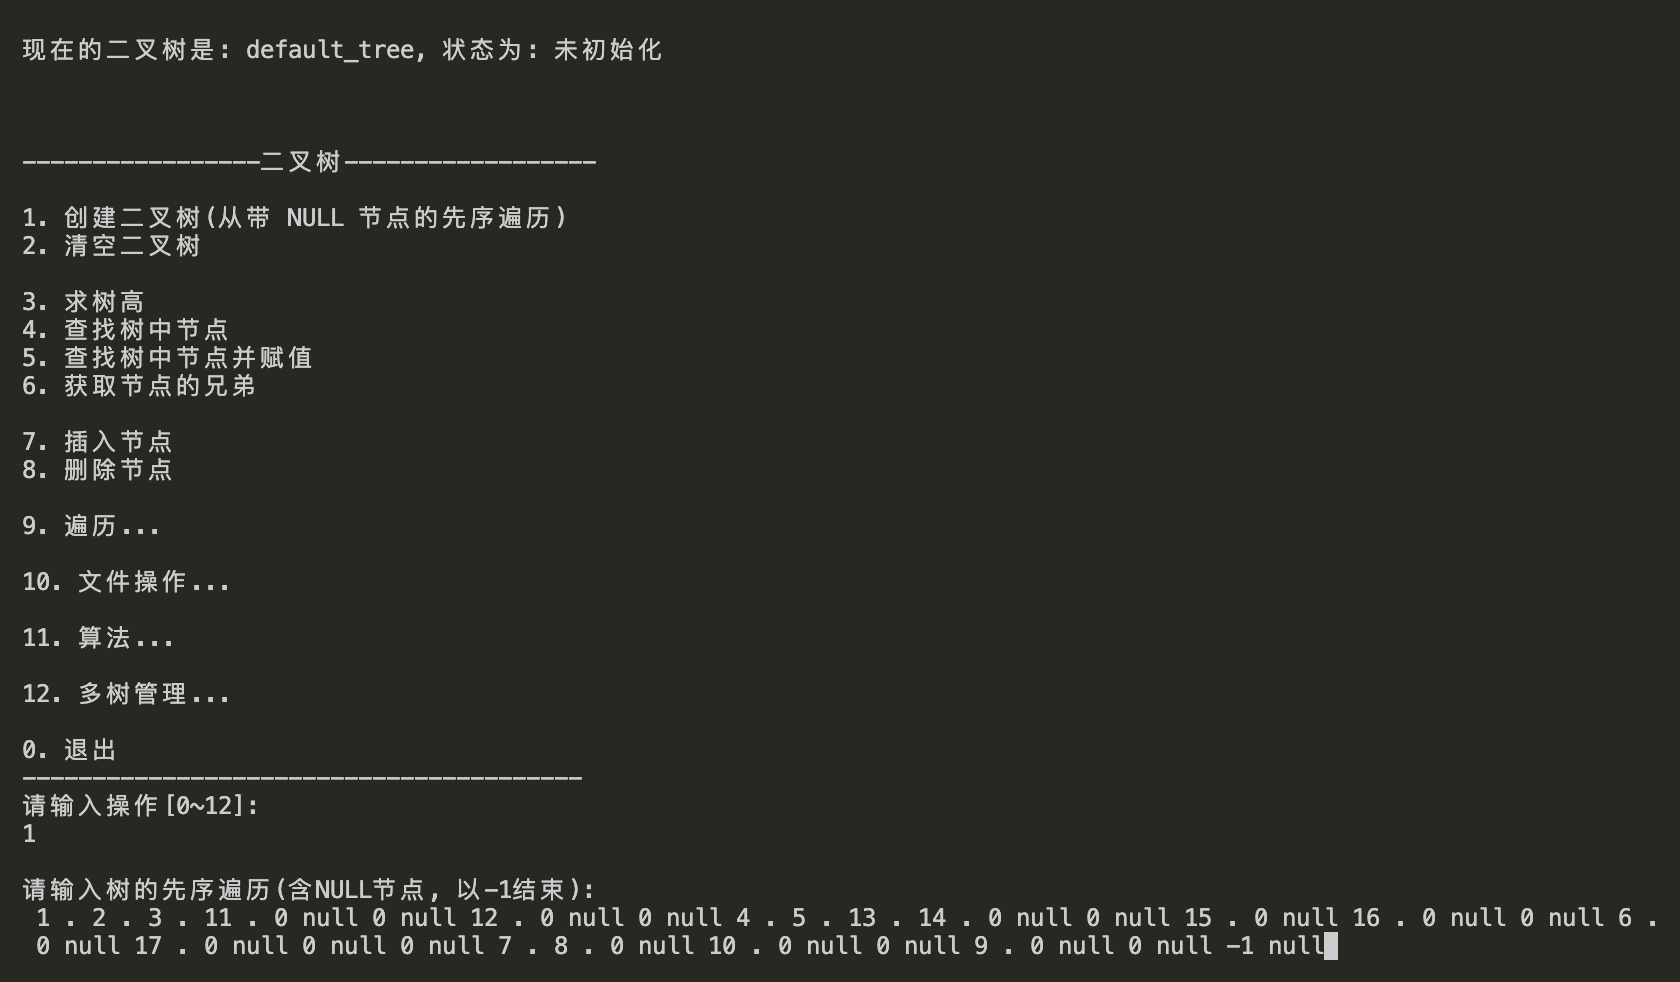 现在的二叉树是: default_tree, 状态为: 未初始化
-----------------二叉树------------------
1. 创建二叉树(从带 NULL 节点的先序遍历)
2. 清空二叉树
3. 求树高
4. 查找树中节点
5. 查找树中节点并赋值
6. 获取节点的兄弟
7. 插入节点
8. 删除节点
9. 遍历...
10. 文件操作...
11. 算法...
12. 多树管理...
0. 退出
----------------------------------------
请输入操作[0~12]:
1
请输入树的先序遍历(含NULL节点, 以-1结束):
1 . 2 . 3 . 11 . 0 null 0 null 12 . 0 null 0 null 4 . 5 . 13 . 14 . 0 null 0 null 15 . 0 null 16 . 0 null 0 null 6 .
0 null 17 . 0 null 0 null 0 null 7 . 8 . 0 null 10 . 0 null 0 null 9 . 0 null 0 null -1 null